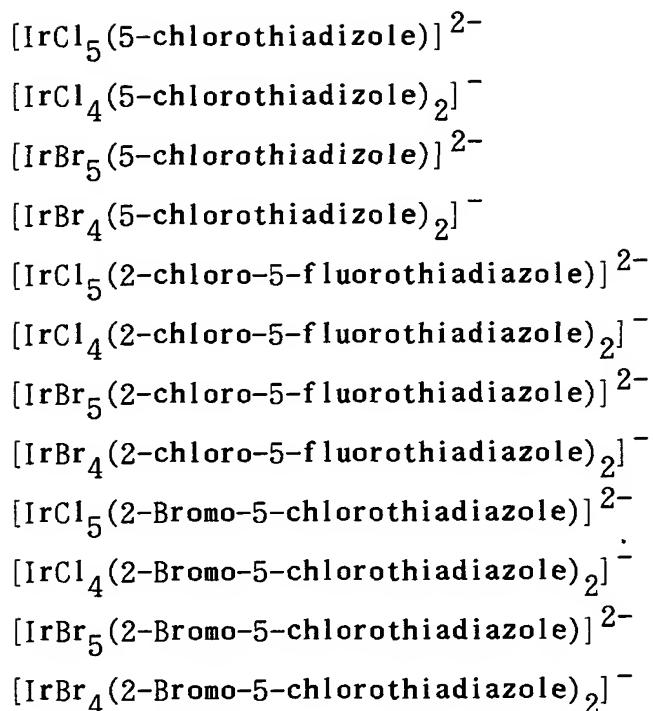 [IrCl₅(5-chlorothiadizole)]²⁻
[IrCl₄(5-chlorothiadizole)₂]⁻
[IrBr₅(5-chlorothiadizole)]²⁻
[IrBr₄(5-chlorothiadizole)₂]⁻
[IrCl₅(2-chloro-5-fluorothiadiazole)]²⁻
[IrCl₄(2-chloro-5-fluorothiadiazole)₂]⁻
[IrBr₅(2-chloro-5-fluorothiadiazole)]²⁻
[IrBr₄(2-chloro-5-fluorothiadiazole)₂]⁻
[IrCl₅(2-Bromo-5-chlorothiadiazole)]²⁻
[IrCl₄(2-Bromo-5-chlorothiadiazole)₂]⁻
[IrBr₅(2-Bromo-5-chlorothiadiazole)]²⁻
[IrBr₄(2-Bromo-5-chlorothiadiazole)₂]⁻